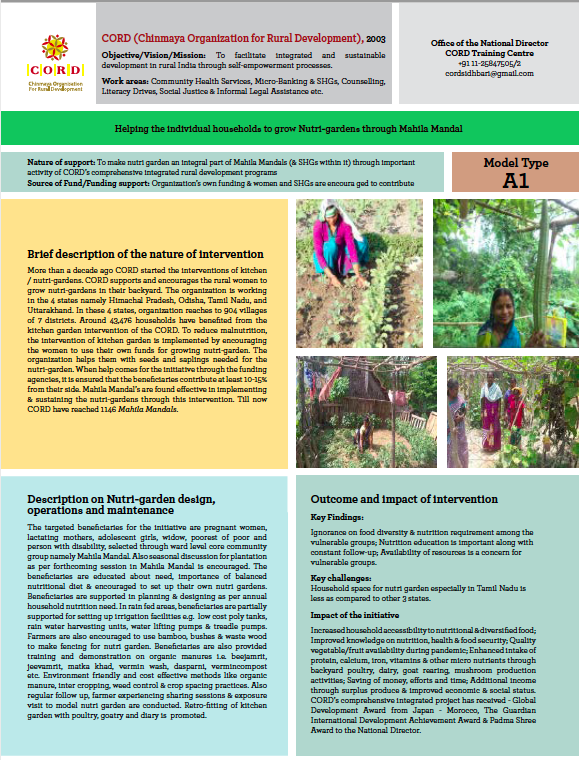 CORD
Chinmaya Organization
For Rural Development
CORD (Chinmaya Organization for Rural Development), 2003
Objective/Vision/Mission: To facilitate integrated and sustainable
development in rural India through self-empowerment processes.
Work areas: Community Health Services, Micro-Banking & SHGs, Counselling,
Literacy Drives, Social Justice & Informal Legal Assistance etc.
Office of the National Director
CORD Training Centre
+91 11-25847505/2
cordsidhbari@gmail.com
Helping the individual households to grow Nutri-gardens through Mahila Mandal
Nature of support: To make nutri garden an integral part of Mahila Mandals (& SHGs within it) through important
activity of CORD's comprehensive integrated rural development programs
Source of Fund/Funding support: Organization's own funding & women and SHGs are encoura ged to contribute
Model Type
A1
Brief description of the nature of intervention
More than a decade ago CORD started the interventions of kitchen
/ nutri-gardens. CORD supports and encourages the rural women to
grow nutri-gardens in their backyard. The organization is working
in the 4 states namely Himachal Pradesh, Odisha, Tamil Nadu, and
Uttarakhand. In these 4 states, organization reaches to 904 villages
of 7 districts. Around 43,476 households have benefited from the
kitchen garden intervention of the CORD. To reduce malnutrition,
the intervention of kitchen garden is implemented by encouraging
the women to use their own funds for growing nutri-garden. The
organization helps them with seeds and saplings needed for the
nutri-garden. When help comes for the initiative through the funding
agencies, it is ensured that the beneficiaries contribute at least 10-15%
from their side. Mahila Mandal's are found effective in implementing
& sustaining the nutri-gardens through this intervention. Till now
CORD have reached 1146 Mahila Mandals.
Description on Nutri-garden design,
operations and maintenance
The targeted beneficiaries for the initiative are pregnant women,
lactating mothers, adolescent girls, widow, poorest of poor and
person with disability, selected through ward level core community
group namely Mahila Mandal. Also seasonal discussion for plantation
as per forthcoming session in Mahila Mandal is encouraged. The
beneficiaries are educated about need, importance of balanced
nutritional diet & encouraged to set up their own nutri gardens.
Beneficiaries are supported in planning & designing as per annual
household nutrition need. In rain fed areas, beneficiaries are partially
supported for setting up irrigation facilities e.g. low cost poly tanks,
rain water harvesting units, water lifting pumps & treadle pumps.
Farmers are also encouraged to use bamboo, bushes & waste wood
to make fencing for nutri garden. Beneficiaries are also provided
training and demonstration on organic manures i.e. beejamrit,
jeevamrit, matka khad, vermin wash, dasparni, vermincompost
etc. Environment friendly and cost effective methods like organic
manure, inter cropping, weed control & crop spacing practices. Also
regular follow up, farmer experiencing sharing sessions & exposure
visit to model nutri garden are conducted. Retro-fitting of kitchen
garden with poultry, goatry and diary is promoted.
Outcome and impact of intervention
Key Findings:
Ignorance on food diversity & nutrition requirement among the
vulnerable groups; Nutrition education is important along with
constant follow-up; Availability of resources is a concern for
vulnerable groups.
Key challenges:
Household space for nutri garden especially in Tamil Nadu is
less as compared to other 3 states.
Impact of the initiative
Increased household accessibility to nutritional & diversified food;
Improved knowledge on nutrition, health & food security; Quality
vegetable/fruit availability during pandemic; Enhanced intake of
protein, calcium, iron, vitamins & other micro nutrients through
backyard poultry, dairy, goat rearing, mushroom production
activities; Saving of money, efforts and time; Additional income
through surplus produce & improved economic & social status.
CORD's comprehensive integrated project has received - Global
Development Award from Japan - Morocco, The Guardian
International Development Achievement Award & Padma Shree
Award to the National Director.